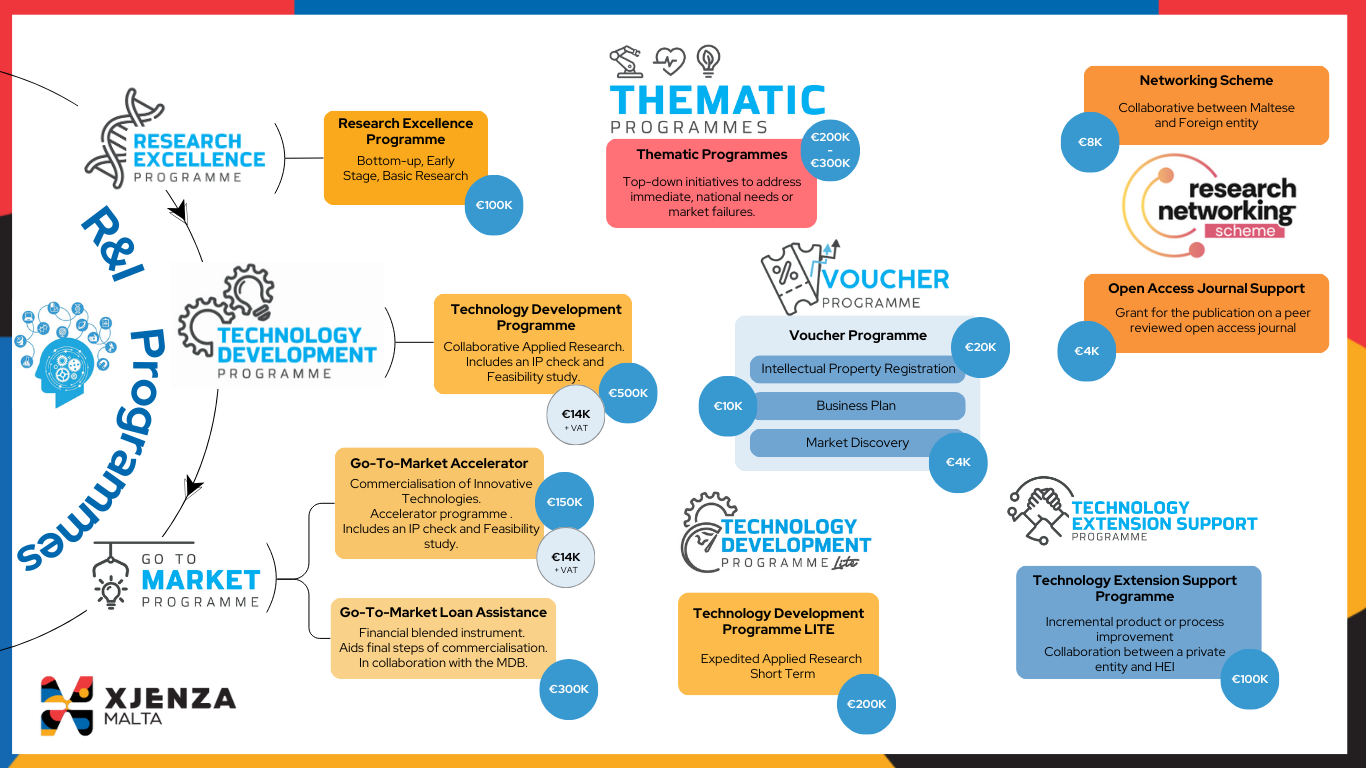 R&I
Programmes
RESEARCH
EXCELLENCE
PROGRAMME
Research Excellence
Programme
Bottom-up, Early
Stage, Basic Research
€100K
TECHNOLOGY
DEVELOPMENT
PROGRAMME
Technology Development
Programme
Collaborative Applied Research.
Includes an IP check and
Feasibility study.
€500K
€14K
+ VAT
GO TO
MARKET
PROGRAMME
Go-To-Market Accelerator
Commercialisation of Innovative
Technologies.
Accelerator programme .
Includes an IP check and Feasibility
study.
€150K
€14K
+ VAT
Go-To-Market Loan Assistance
Financial blended instrument.
Aids final steps of commercialisation.
In collaboration with the MDB.
€300K
XJENZA
MALTA
THEMATIC
PROGRAMMES
€200K
-
€300K
Thematic Programmes
Top-down initiatives to address
immediate, national needs or
market failures.
VOUCHER
PROGRAMME
Voucher Programme
€20K
Intellectual Property Registration
€10K
Business Plan
Market Discovery
€4K
TECHNOLOGY
DEVELOPMENT
PROGRAMME Lite
Technology Development
Programme LITE
Expedited Applied Research
Short Term
€200K
Networking Scheme
Collaborative between Maltese
and Foreign entity
€8K
research
networking
scheme
Open Access Journal Support
Grant for the publication on a peer
reviewed open access journal
€4K
TECHNOLOGY
EXTENSION SUPPORT
PROGRAMME
Technology Extension Support
Programme
Incremental product or process
improvement
Collaboration between a private
entity and HEI
€100K